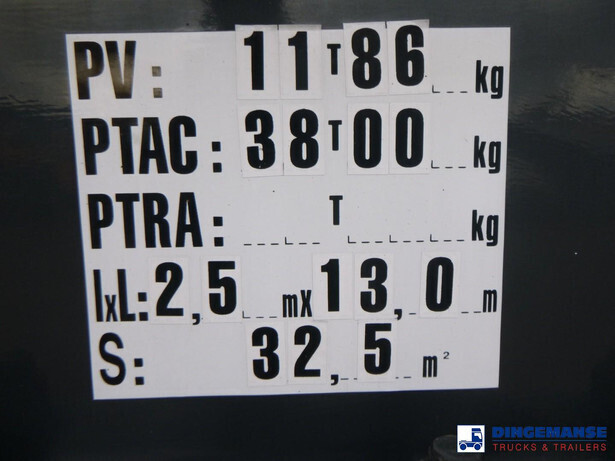 PV: 11T86 kg
PTAC: 38T00 kg
PTRA: T kg
lxL: 2,5 mX 13,0 m
S: 32,5 m²
DINGEMANSE
TRUCKS & TRAILERS